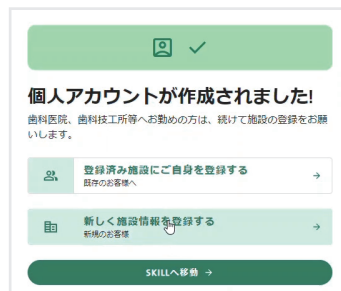 個人アカウントが作成されました!
歯科医院、歯科技工所等へお勤めの方は、続けて施設の登録をお願
いします。
登録済み施設にご自身を登録する
既存のお客様へ
新しく施設情報を登録する
新規のお客様
SKILLへ移動 →